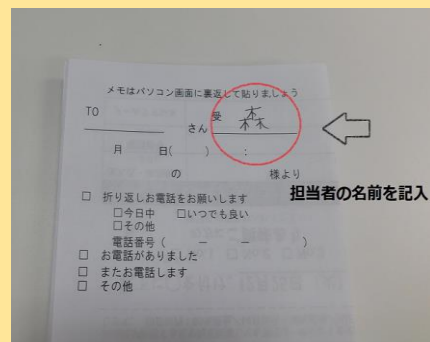 メモはパソコン画面に裏返して貼りましょう
TO さん 受 森
月 日( ) :
の 様より
担当者の名前を記入
□ 折り返しお電話をお願いします
□今日中 □いつでも良い
□その他
電話番号( － － )
□ お電話がありました
□ またお電話します
□ その他